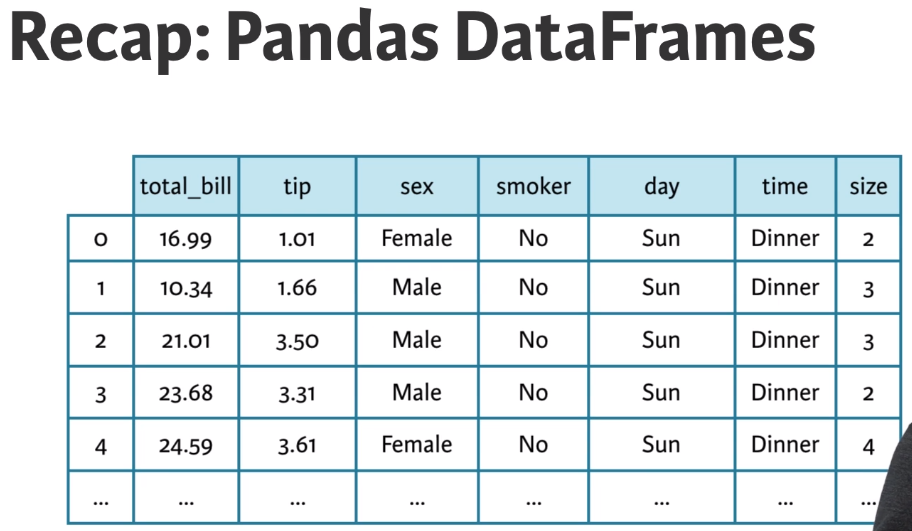 Recap: Pandas DataFrames
total_bill tip sex smoker day time size
0 16.99 1.01 Female No Sun Dinner 2
1 10.34 1.66 Male No Sun Dinner 3
2 21.01 3.50 Male No Sun Dinner 3
3 23.68 3.31 Male No Sun Dinner 2
4 24.59 3.61 Female No Sun Dinner 4
... ... ... ... ... ... ... ...